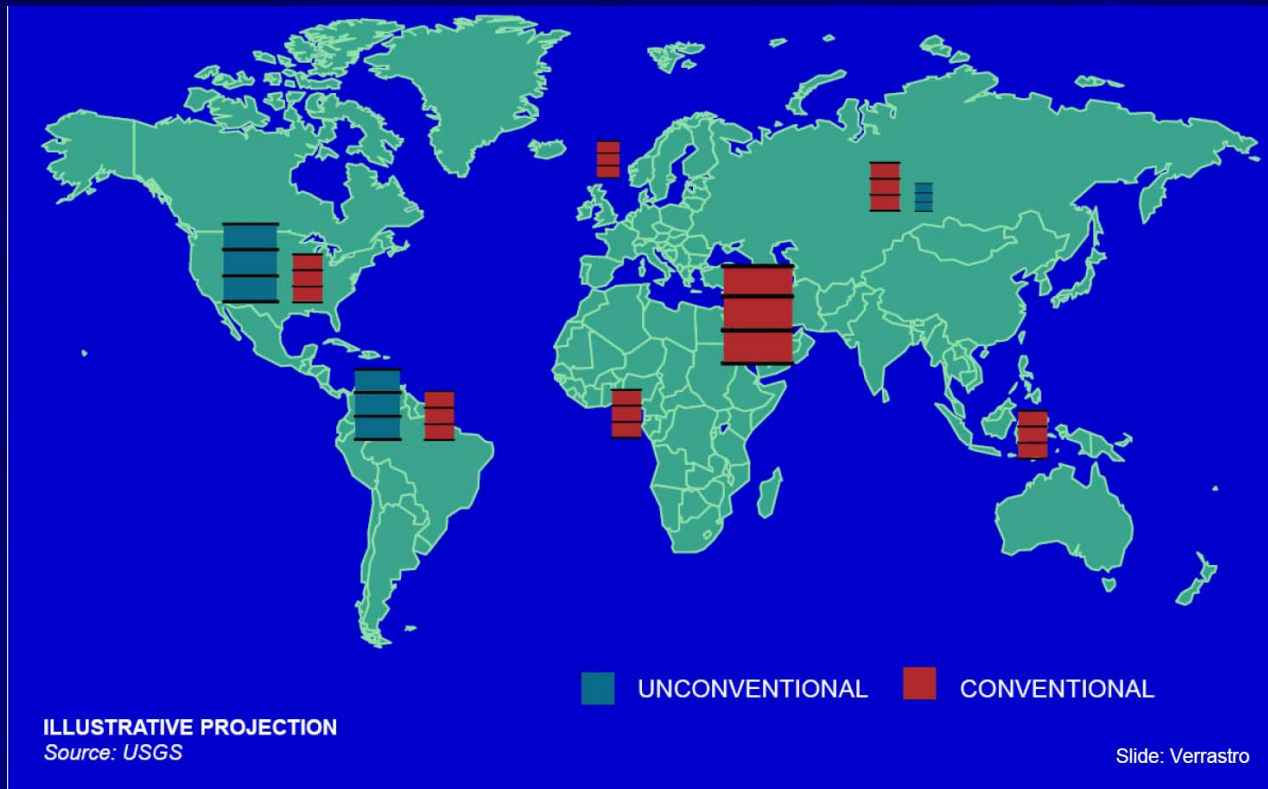 UNCONVENTIONAL
CONVENTIONAL
ILLUSTRATIVE PROJECTION
Source: USGS
Slide: Verrastro